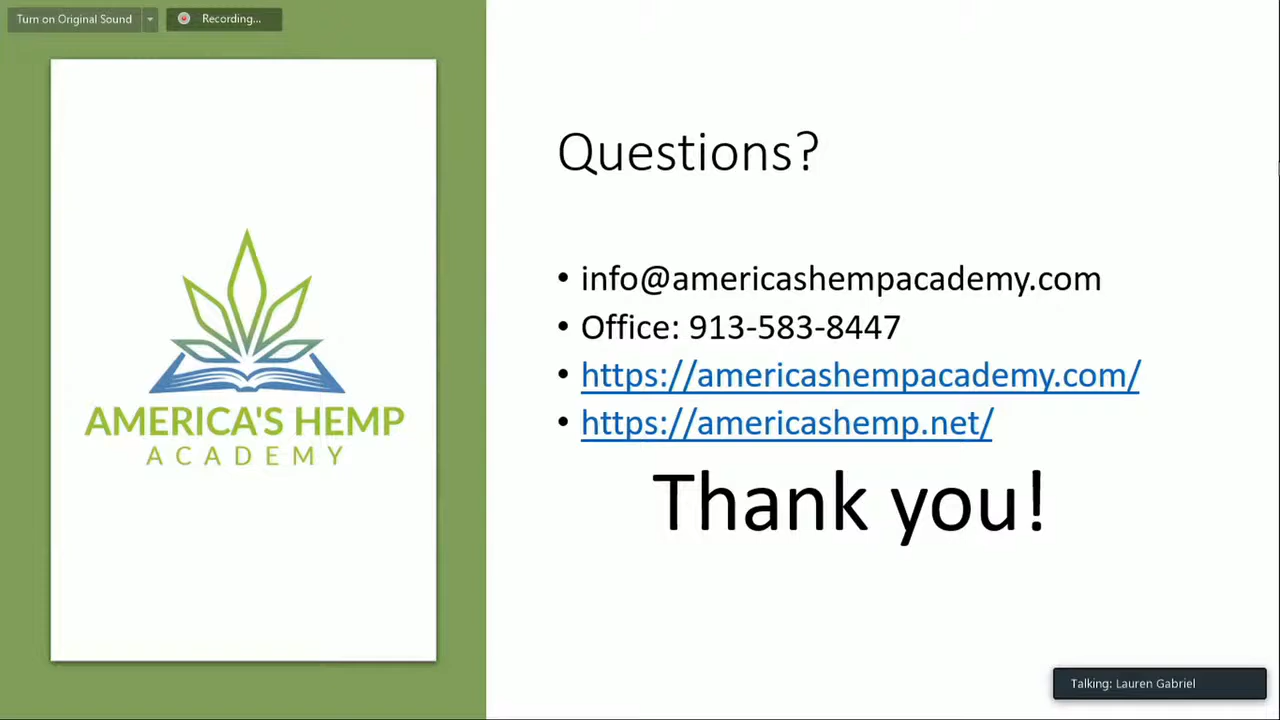 Turn on Original Sound
Recording...
Questions?
• info@americashempacademy.com
• Office: 913-583-8447
• https://americashempacademy.com/
• https://americashemp.net/
Thank you!
AMERICA'S HEMP
ACADEMY
Talking: Lauren Gabriel